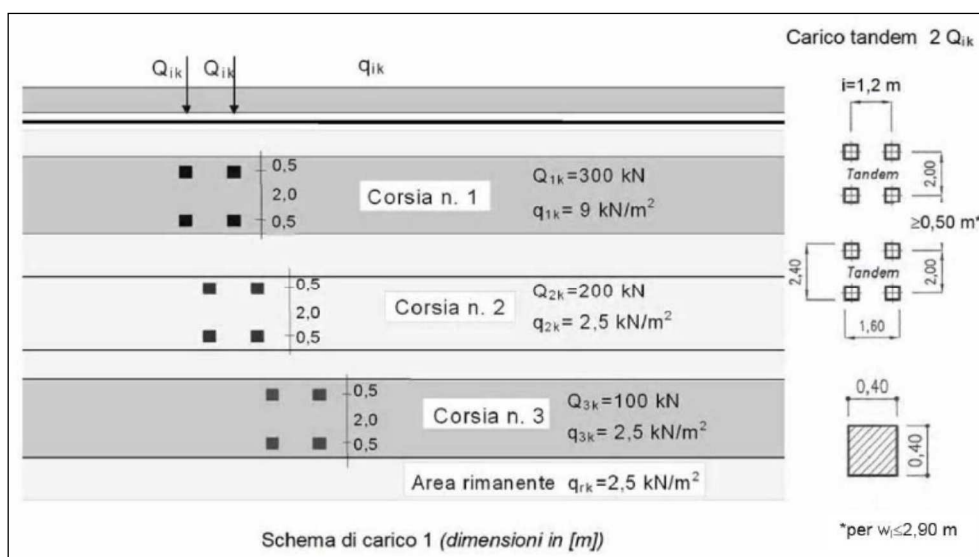 Carico tandem 2 Qik
Qik Qik qik
i=1,2 m
0,5
2,0
0,5
Corsia n. 1
Q1k=300 kN
q1k= 9 kN/m²
Tandem
2,00
≥0,50 m*
0,5
2,0
0,5
Corsia n. 2
Q2k=200 kN
q2k= 2,5 kN/m²
2,40
Tandem
2,00
1,60
0,5
2,0
0,5
Corsia n. 3
Q3k=100 kN
q3k= 2,5 kN/m²
0,40
0,40
Area rimanente qrk=2,5 kN/m²
Schema di carico 1 (dimensioni in [m])
*per wl≤2,90 m